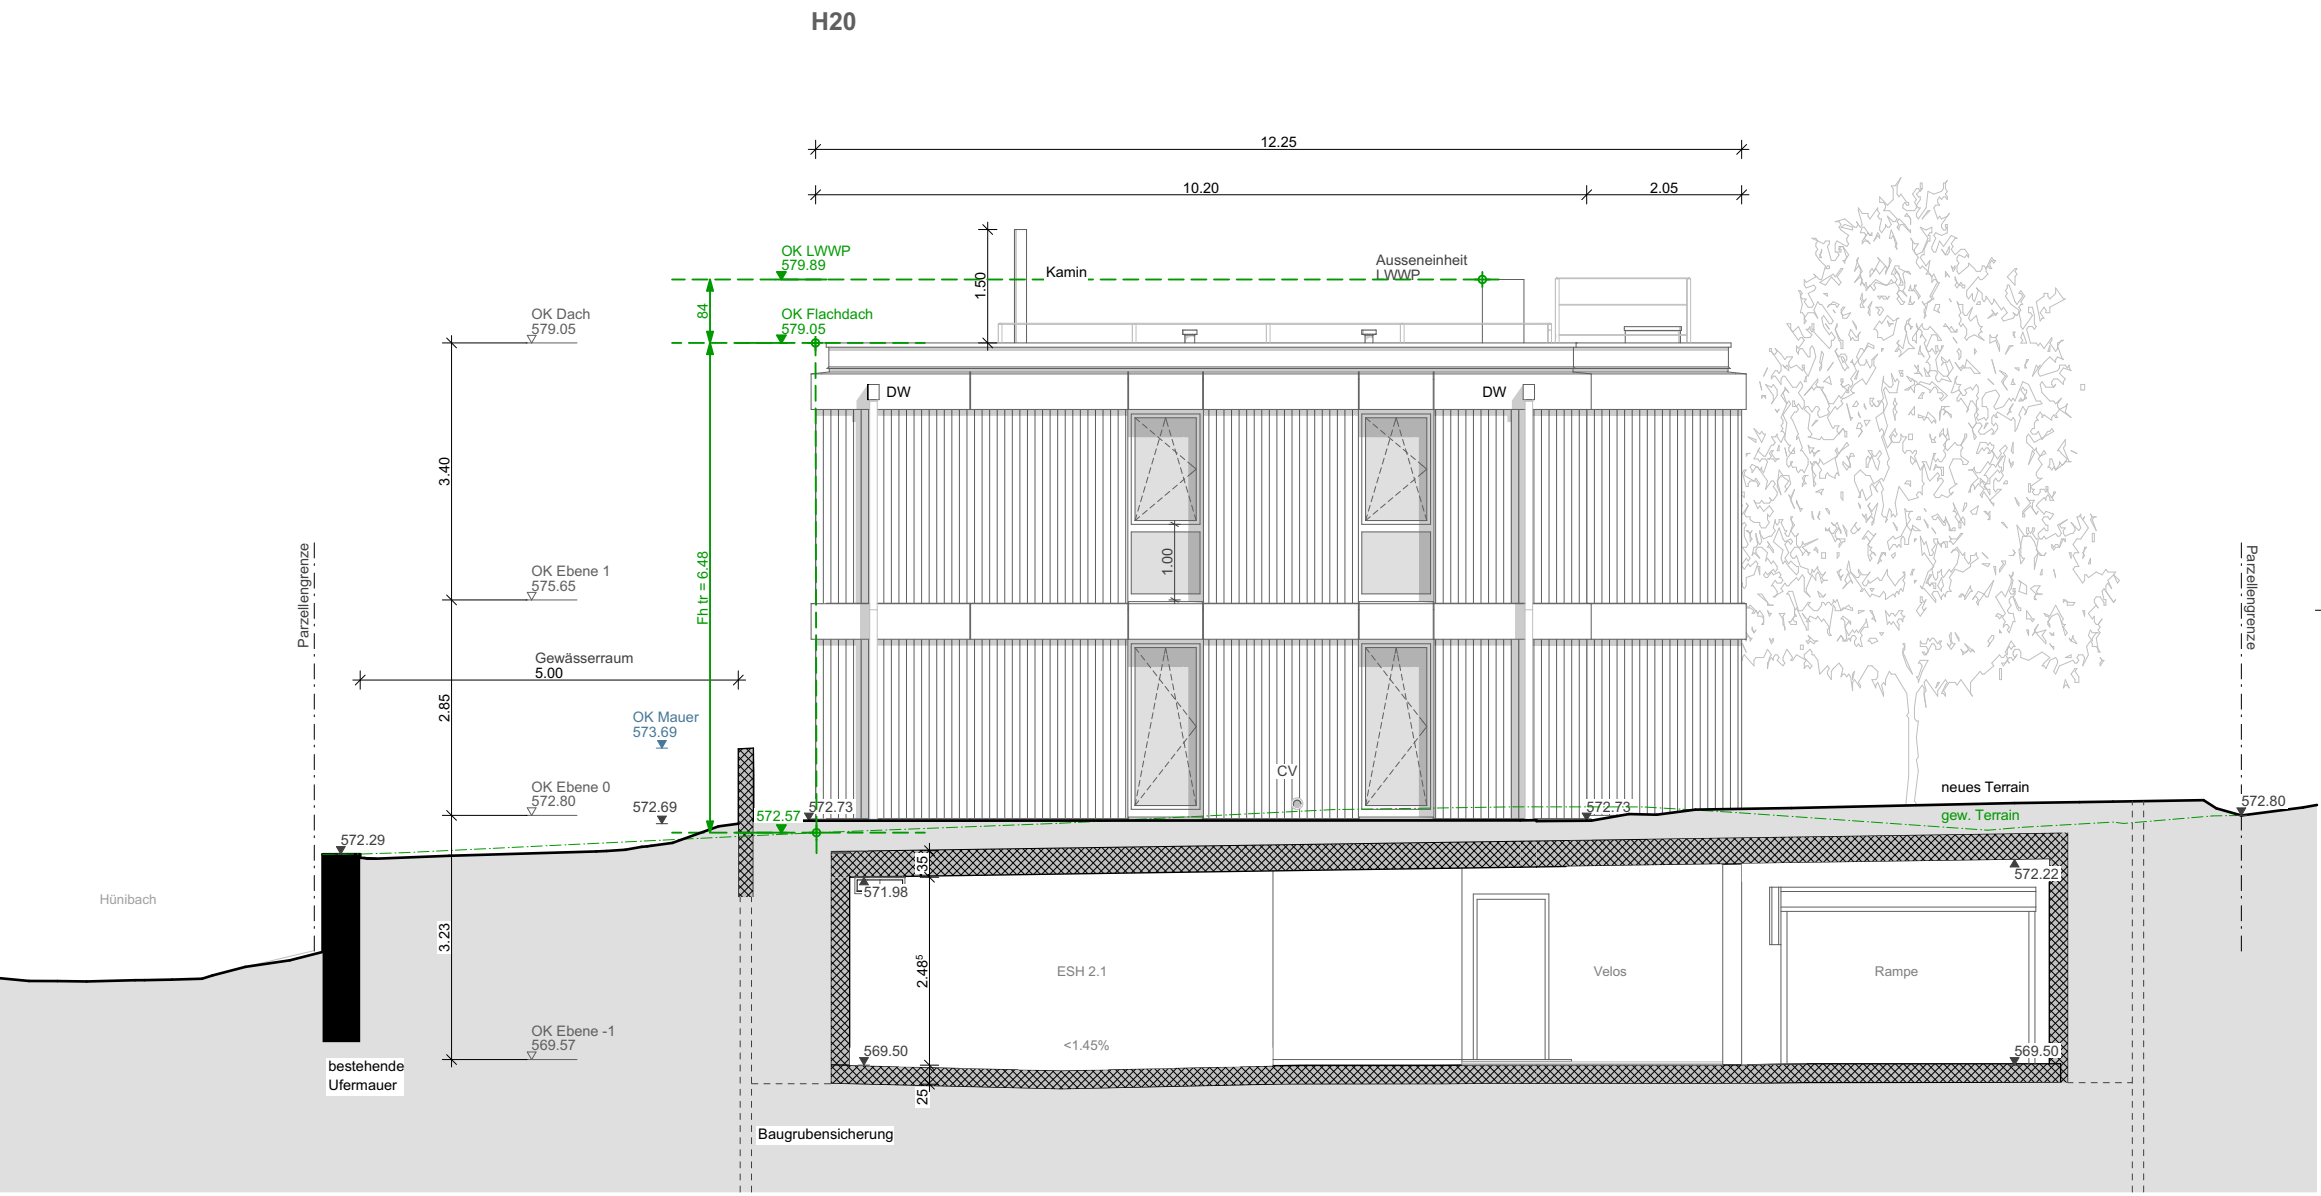 H20
12.25
10.20
2.05
OK LWWP
579.89
1.50
Kamin
Ausseneinheit
LWWP
84
OK Dach
579.05
OK Flachdach
579.05
DW
DW
3.40
Fh tr = 6.48
1.00
Parzellengrenze
Parzellengrenze
OK Ebene 1
575.65
Gewässerraum
5.00
2.85
OK Mauer
573.69
CV
OK Ebene 0
572.80
572.69
572.57
572.73
572.73
neues Terrain
gew. Terrain
572.80
572.29
35
571.98
572.22
Hünibach
3.23
2.48⁵
ESH 2.1
Velos
Rampe
OK Ebene -1
569.57
569.50
<1.45%
569.50
bestehende
Ufermauer
25
Baugrubensicherung